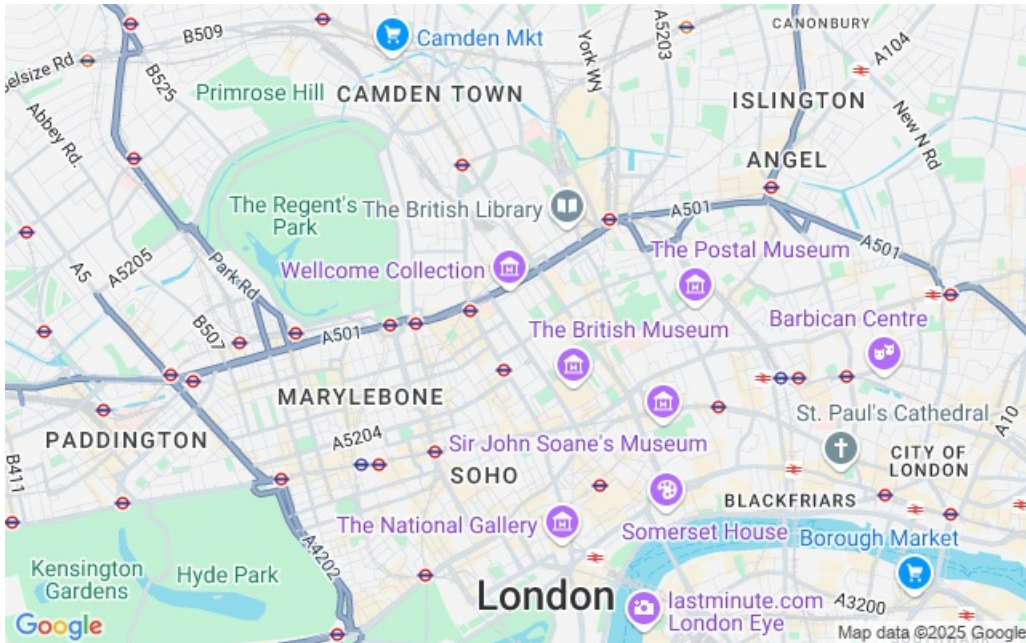 B509
Camden Mkt
York Wy
A5203
CANONBURY
A104
elsize Rd
B525
Primrose Hill
CAMDEN TOWN
ISLINGTON
New N Rd
Abbey Rd.
ANGEL
The Regent's
Park
The British Library
A501
A501
A5205
Park Rd
Wellcome Collection
The Postal Museum
A5
B507
A501
The British Museum
Barbican Centre
MARYLEBONE
St. Paul's Cathedral
A10
PADDINGTON
A5204
Sir John Soane's Museum
CITY OF
LONDON
B411
SOHO
BLACKFRIARS
The National Gallery
Somerset House
Borough Market
A4202
Kensington
Gardens
Hyde Park
London
lastminute.com
London Eye
A3200
Google
Map data ©2025 Google